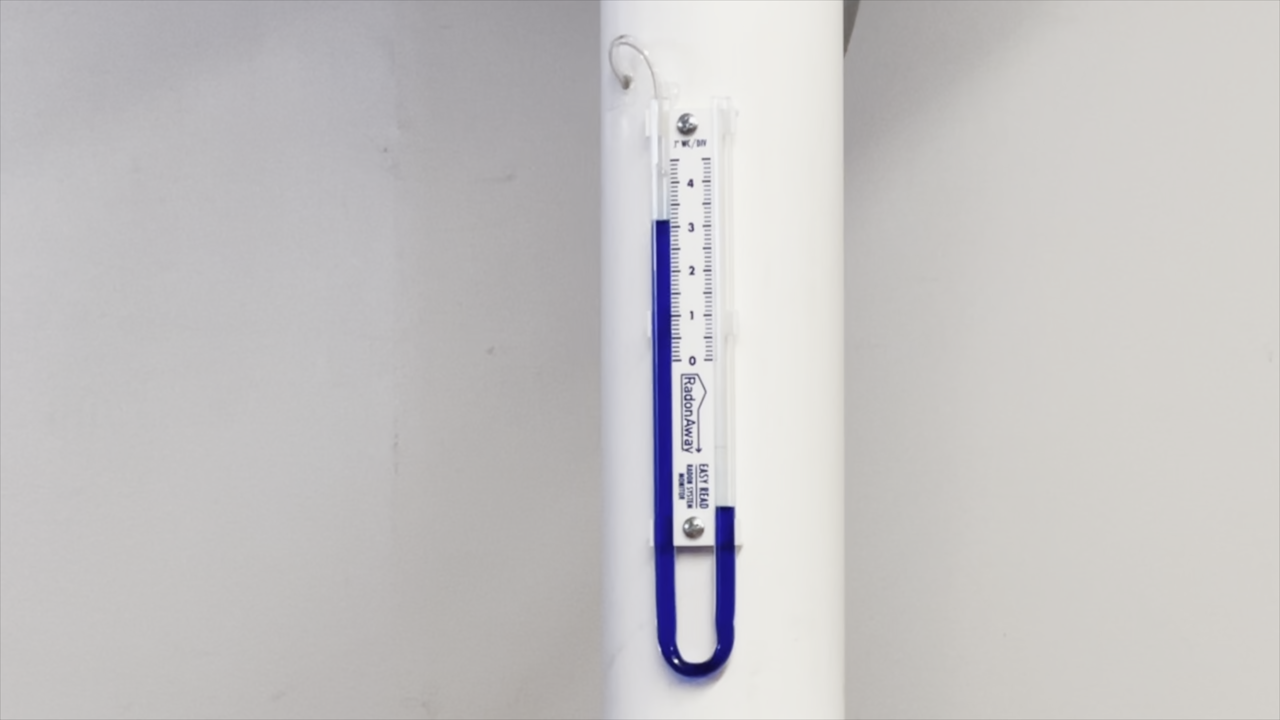 1" WC/DIV
4
3
2
1
0
RadonAway
EASY READ
RADON SYSTEM
MONITOR